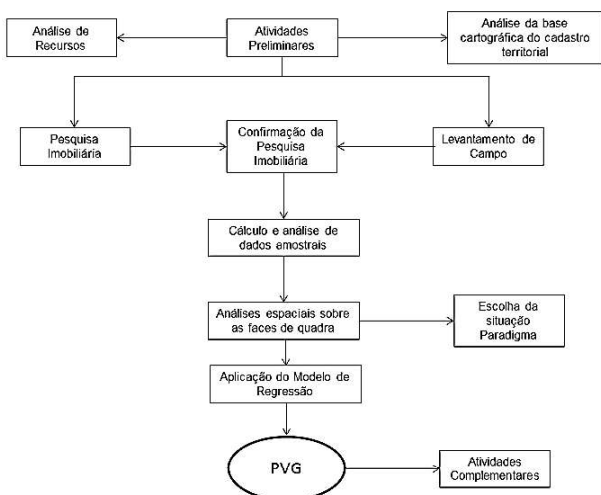 Análise de
Recursos
Atividades
Preliminares
Análise da base
cartográfica do cadastro
territorial
Pesquisa
Imobiliária
Confirmação da
Pesquisa
Imobiliária
Levantamento de
Campo
Cálculo e análise de
dados amostrais
Análises espaciais sobre
as faces de quadra
Escolha da
situação
Paradigma
Aplicação do Modelo de
Regressão
PVG
Atividades
Complementares